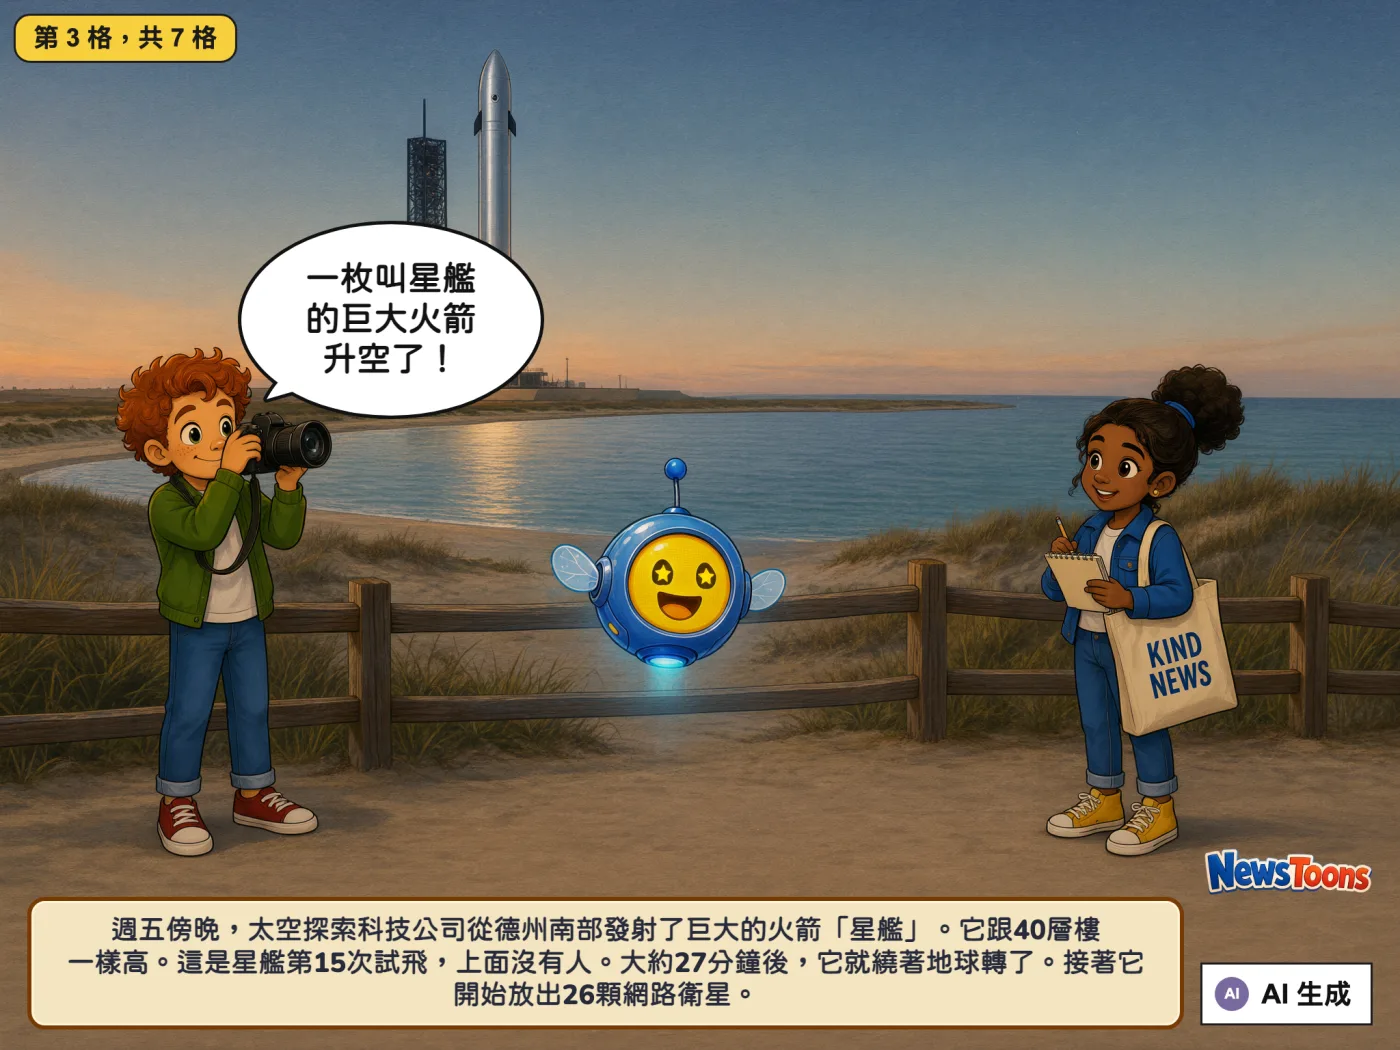 第 3 格，共 7 格
一枚叫星艦
的巨大火箭
升空了！
KIND
NEWS
NewsToons
週五傍晚，太空探索科技公司從德州南部發射了巨大的火箭「星艦」。它跟40層樓
一樣高。這是星艦第15次試飛，上面沒有人。大約27分鐘後，它就繞著地球轉了。接著它
開始放出26顆網路衛星。
AI AI 生成